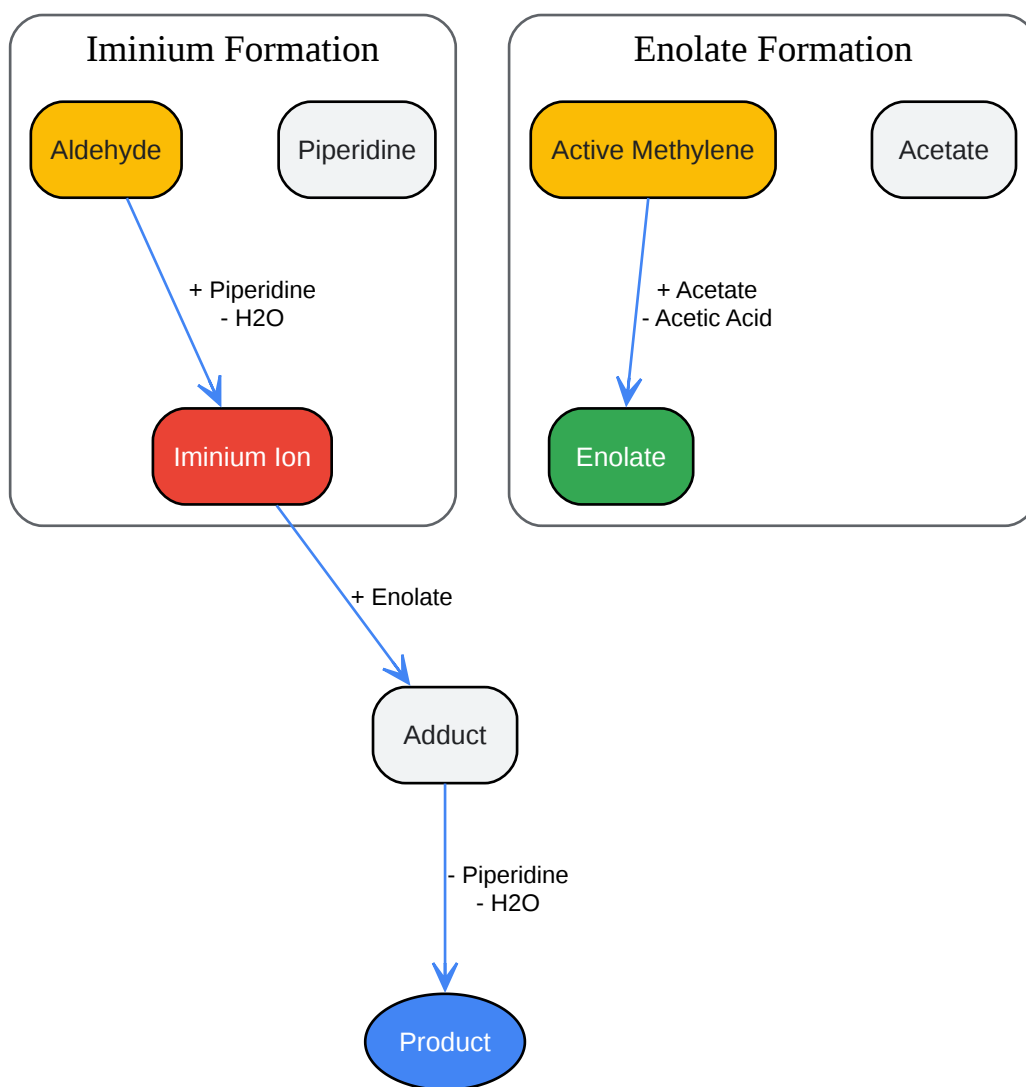 Iminium Formation
Enolate Formation
Aldehyde
Piperidine
Active Methylene
Acetate
+ Piperidine
- H2O
+ Acetate
- Acetic Acid
Iminium Ion
Enolate
+ Enolate
Adduct
- Piperidine
- H2O
Product